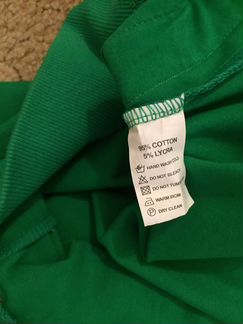 95% COTTON
5% LYCRA
HAND WASH COLD
DO NOT BLEACH
DO NOT TUMBLE
WARM IRON
P DRY CLEAN